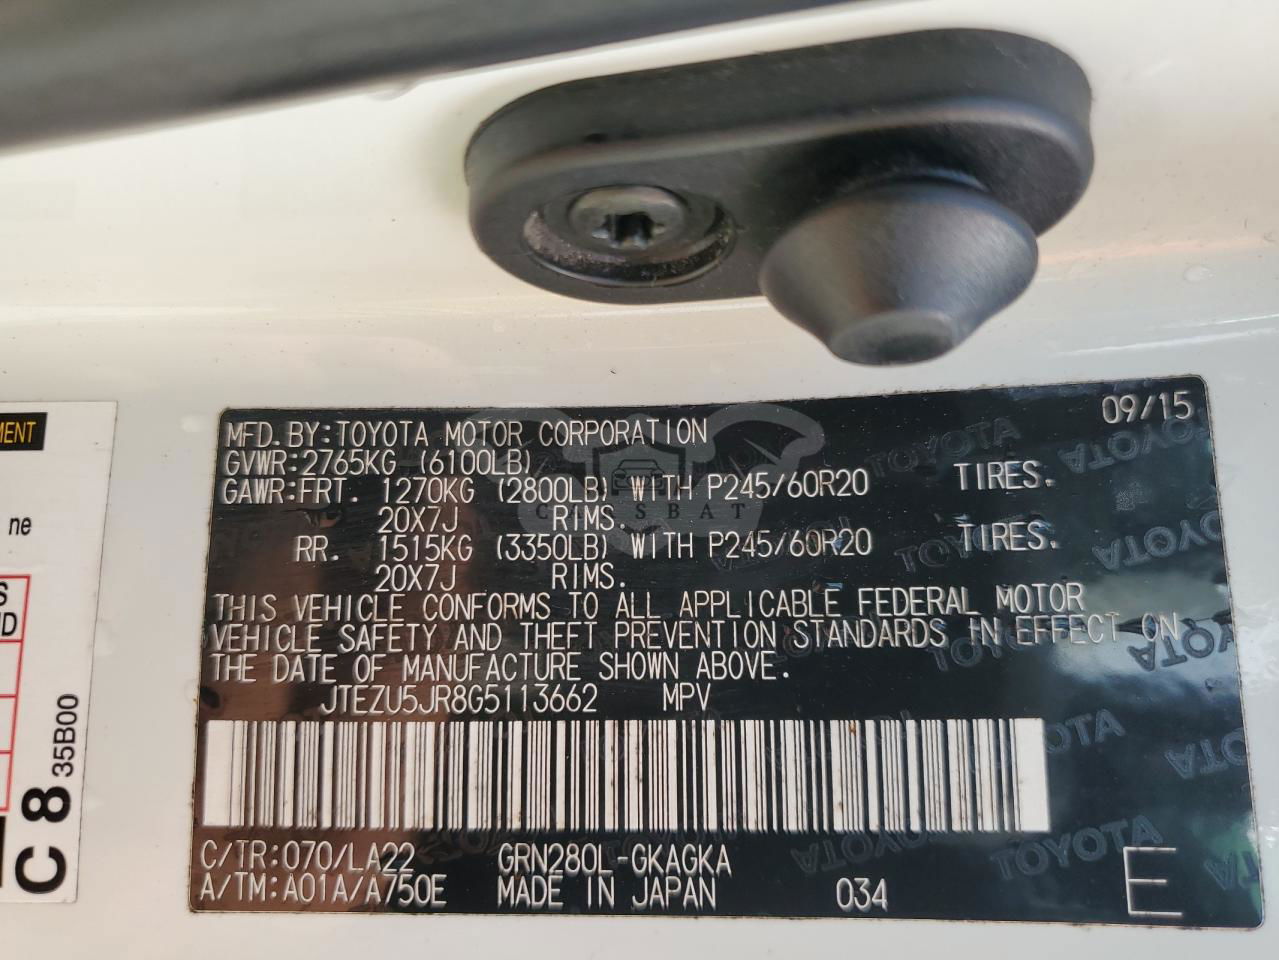 09/15
MFD. BY:TOYOTA MOTOR CORPORATION
GVWR:2765KG (6100LB)
GAWR:FRT. 1270KG (2800LB) WITH P245/60R20 TIRES.
20X7J RIMS.
RR. 1515KG (3350LB) WITH P245/60R20 TIRES.
20X7J RIMS.
THIS VEHICLE CONFORMS TO ALL APPLICABLE FEDERAL MOTOR
VEHICLE SAFETY AND THEFT PREVENTION STANDARDS IN EFFECT ON
THE DATE OF MANUFACTURE SHOWN ABOVE.
JTEZU5JR8G5113662 MPV
C/TR:070/LA22 GRN280L-GKAGKA
A/TM:A01A/A750E MADE IN JAPAN 034 E
TOYOTA
MENT
ne
S
ND
C 8
35B00
CARSBAT